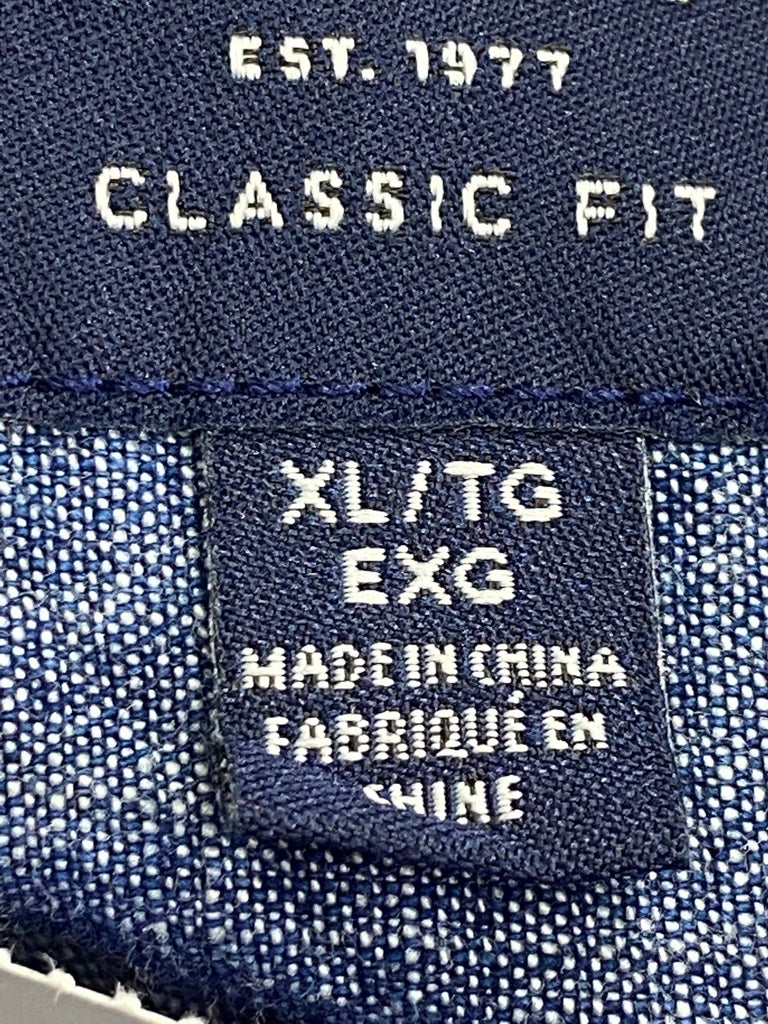 EST. 1977
CLASSIC FIT
XL/TG
EXG
MADE IN CHINA
FABRIQUÉ EN
CHINE